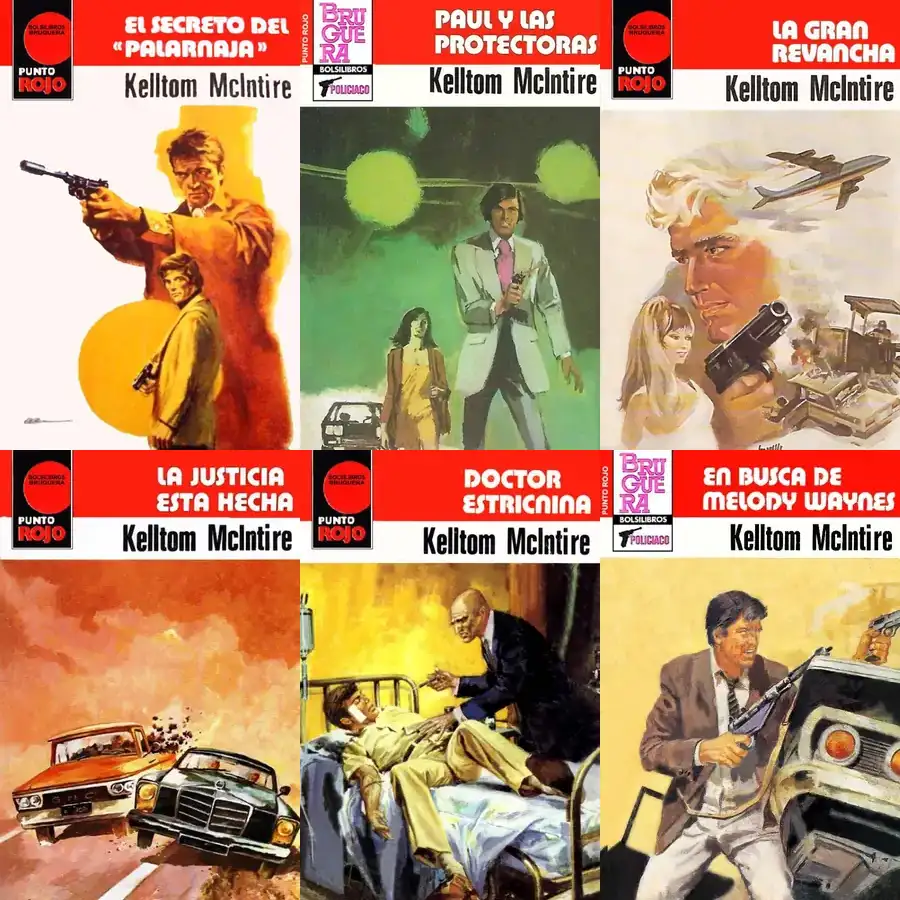 BOLSILIBROS
BRUGUERA
PUNTO
ROJO
EL SECRETO DEL
«PALARNAJA»
Kelltom McIntire
PUNTO ROJO
BRU
GUE
RA
BOLSILIBROS
POLICIACO
PAUL Y LAS
PROTECTORAS
Kelltom McIntire
BOLSILIBROS
BRUGUERA
PUNTO
ROJO
LA GRAN
REVANCHA
Kelltom McIntire
BOLSILIBROS
BRUGUERA
PUNTO
ROJO
LA JUSTICIA
ESTA HECHA
Kelltom McIntire
BOLSILIBROS
BRUGUERA
PUNTO
ROJO
DOCTOR
ESTRICNINA
Kelltom McIntire
PUNTO ROJO
BRU
GUE
RA
BOLSILIBROS
POLICIACO
EN BUSCA DE
MELODY WAYNES
Kelltom McIntire